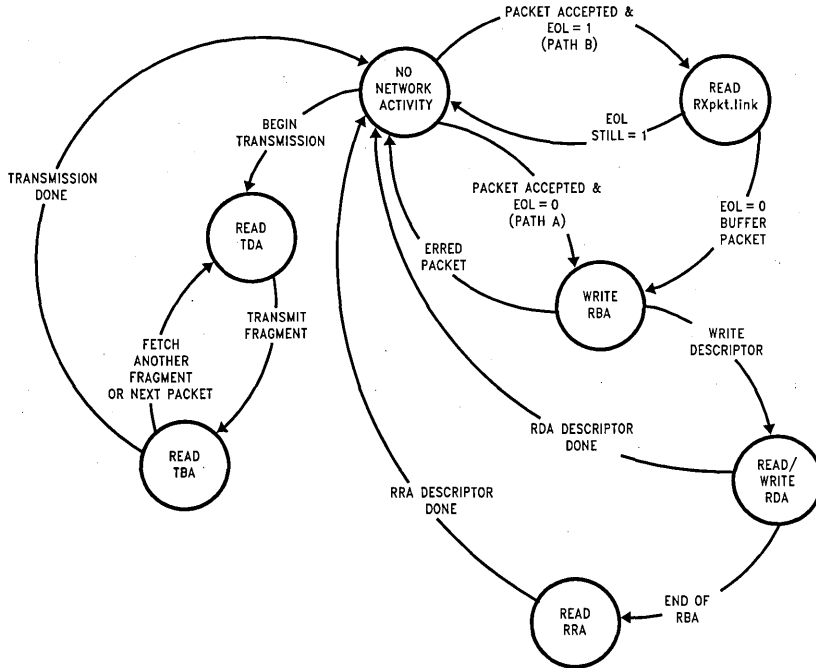 PACKET ACCEPTED &
EOL = 1
(PATH B)
NO
NETWORK
ACTIVITY
READ
RXpkt.link
EOL
STILL = 1
BEGIN
TRANSMISSION
TRANSMISSION
DONE
PACKET ACCEPTED &
EOL = 0
(PATH A)
EOL = 0
BUFFER
PACKET
READ
TDA
ERRED
PACKET
WRITE
RBA
TRANSMIT
FRAGMENT
WRITE
DESCRIPTOR
FETCH
ANOTHER
FRAGMENT
OR NEXT PACKET
RDA DESCRIPTOR
DONE
READ
TBA
READ/
WRITE
RDA
RRA DESCRIPTOR
DONE
END OF
RBA
READ
RRA